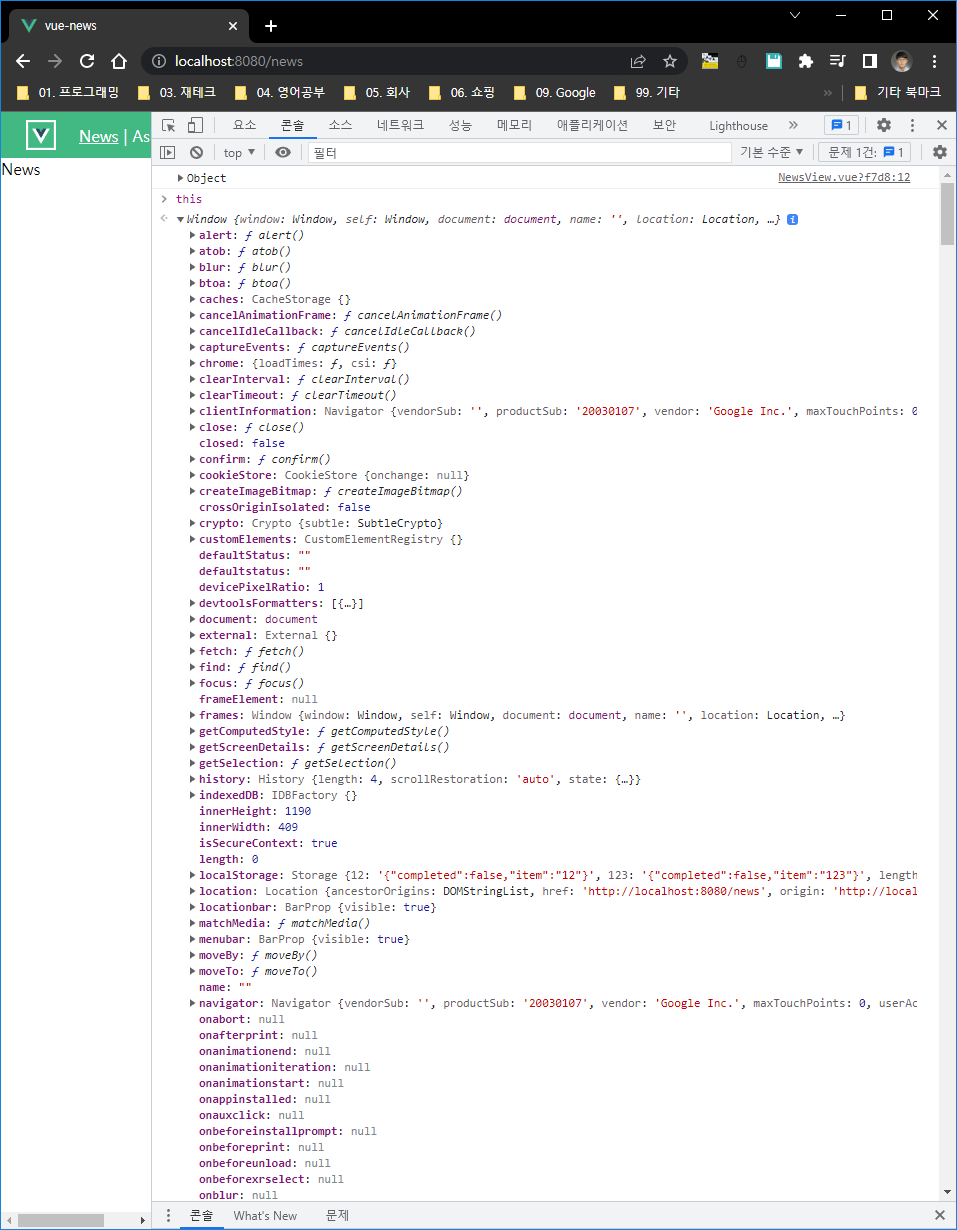 vue-news
localhost:8080/news
01. 프로그래밍 03. 재테크 04. 영어공부 05. 회사 06. 쇼핑 09. Google 99. 기타 » 기타 북마크
News | As
요소 콘솔 소스 네트워크 성능 메모리 애플리케이션 보안 Lighthouse » 1
top ▼ 필터 기본 수준 ▼ 문제 1건: 1
News
▶Object NewsView.vue?f7d8:12
> this
▼Window {window: Window, self: Window, document: document, name: '', location: Location, …} i
▶alert: ƒ alert()
▶atob: ƒ atob()
▶blur: ƒ blur()
▶btoa: ƒ btoa()
▶caches: CacheStorage {}
▶cancelAnimationFrame: ƒ cancelAnimationFrame()
▶cancelIdleCallback: ƒ cancelIdleCallback()
▶captureEvents: ƒ captureEvents()
▶chrome: {loadTimes: ƒ, csi: ƒ}
▶clearInterval: ƒ clearInterval()
▶clearTimeout: ƒ clearTimeout()
▶clientInformation: Navigator {vendorSub: '', productSub: '20030107', vendor: 'Google Inc.', maxTouchPoints: 0
▶close: ƒ close()
closed: false
▶confirm: ƒ confirm()
▶cookieStore: CookieStore {onchange: null}
▶createImageBitmap: ƒ createImageBitmap()
crossOriginIsolated: false
▶crypto: Crypto {subtle: SubtleCrypto}
▶customElements: CustomElementRegistry {}
defaultStatus: ""
defaultstatus: ""
devicePixelRatio: 1
▶devtoolsFormatters: [{…}]
▶document: document
▶external: External {}
▶fetch: ƒ fetch()
▶find: ƒ find()
▶focus: ƒ focus()
frameElement: null
▶frames: Window {window: Window, self: Window, document: document, name: '', location: Location, …}
▶getComputedStyle: ƒ getComputedStyle()
▶getScreenDetails: ƒ getScreenDetails()
▶getSelection: ƒ getSelection()
▶history: History {length: 4, scrollRestoration: 'auto', state: {…}}
▶indexedDB: IDBFactory {}
innerHeight: 1190
innerWidth: 409
isSecureContext: true
length: 0
▶localStorage: Storage {12: '{"completed":false,"item":"12"}', 123: '{"completed":false,"item":"123"}', length
▶location: Location {ancestorOrigins: DOMStringList, href: 'http://localhost:8080/news', origin: 'http://local
▶locationbar: BarProp {visible: true}
▶matchMedia: ƒ matchMedia()
▶menubar: BarProp {visible: true}
▶moveBy: ƒ moveBy()
▶moveTo: ƒ moveTo()
name: ""
▶navigator: Navigator {vendorSub: '', productSub: '20030107', vendor: 'Google Inc.', maxTouchPoints: 0, userAc
onabort: null
onafterprint: null
onanimationend: null
onanimationiteration: null
onanimationstart: null
onappinstalled: null
onauxclick: null
onbeforeinstallprompt: null
onbeforeprint: null
onbeforeunload: null
onbeforexrselect: null
onblur: null
콘솔 What's New 문제